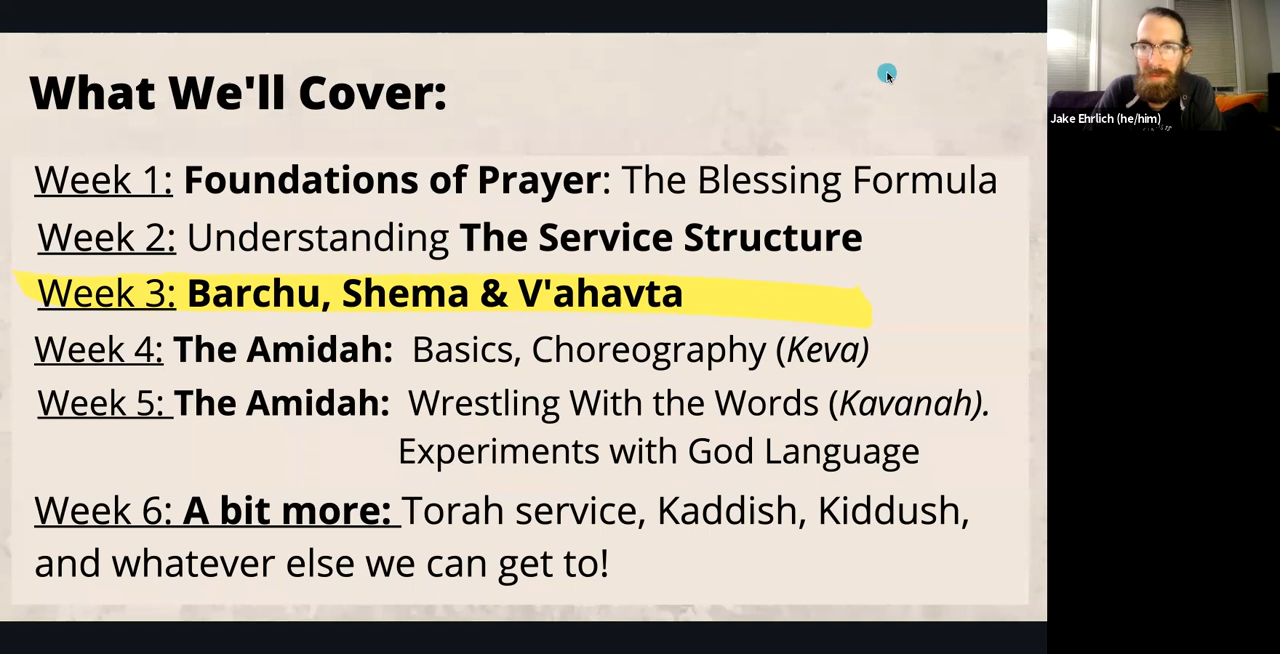 What We'll Cover:
Week 1: Foundations of Prayer: The Blessing Formula
Week 2: Understanding The Service Structure
Week 3: Barchu, Shema & V'ahavta
Week 4: The Amidah: Basics, Choreography (Keva)
Week 5: The Amidah: Wrestling With the Words (Kavanah).
Experiments with God Language
Week 6: A bit more: Torah service, Kaddish, Kiddush,
and whatever else we can get to!
Jake Ehrlich (he/him)